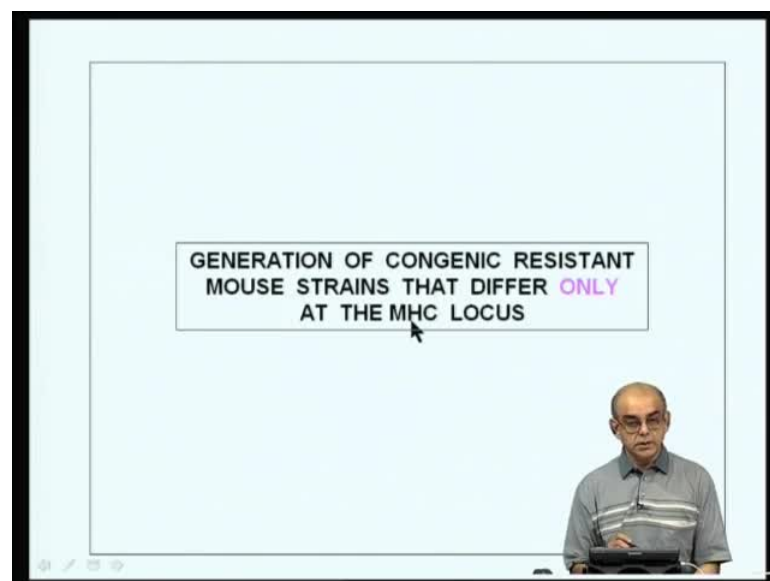 GENERATION OF CONGENIC RESISTANT
MOUSE STRAINS THAT DIFFER ONLY
AT THE MHC LOCUS